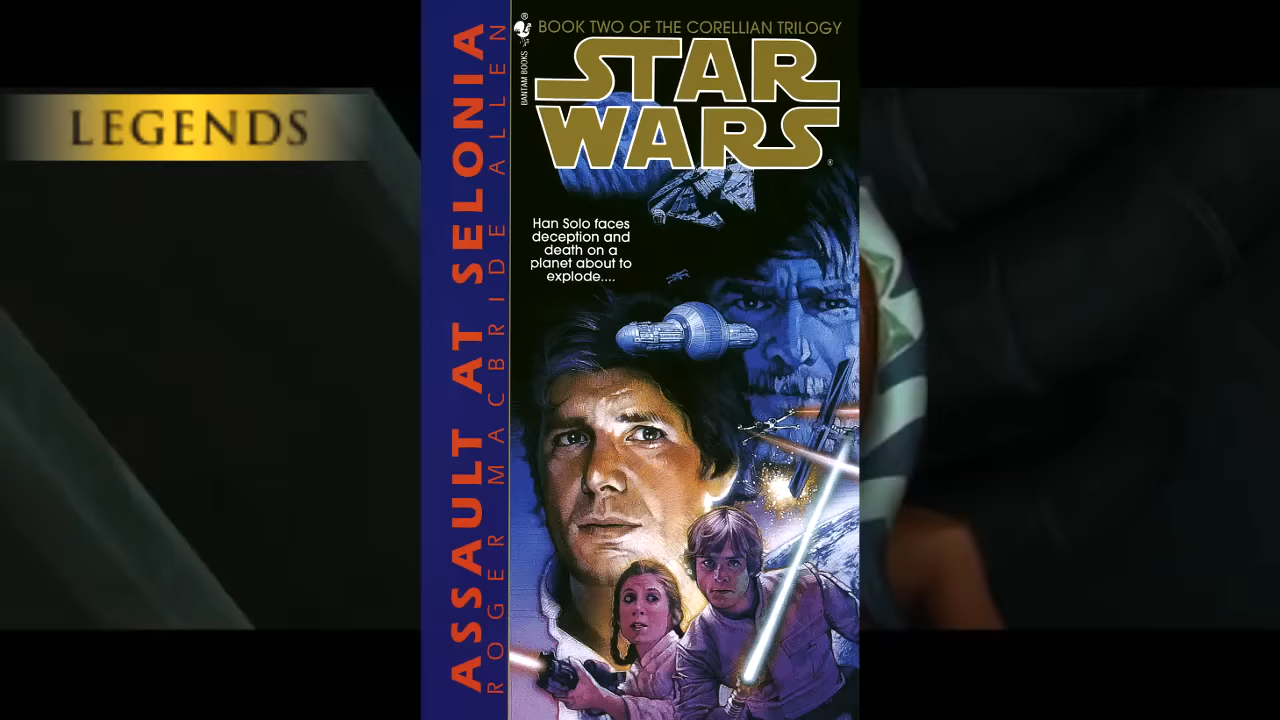 LEGENDS
ASSAULT AT SELONIA
ROGER MACBRIDE ALLEN
®
BANTAM BOOKS
BOOK TWO OF THE CORELLIAN TRILOGY
STAR
WARS®
Han Solo faces
deception and
death on a
planet about to
explode....